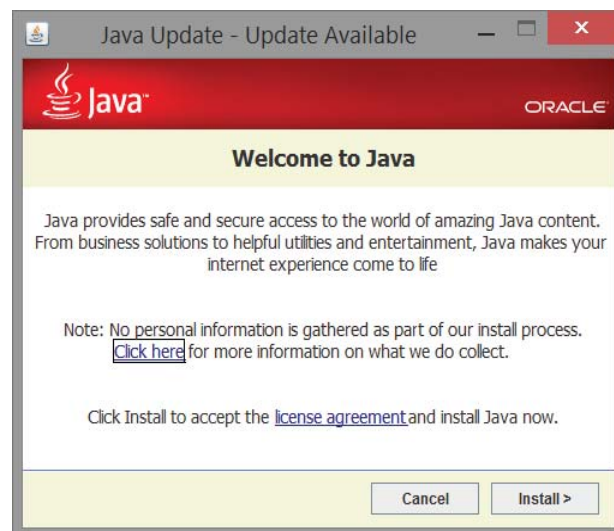 Java Update - Update Available
Java™
ORACLE
Welcome to Java
Java provides safe and secure access to the world of amazing Java content.
From business solutions to helpful utilities and entertainment, Java makes your
internet experience come to life
Note: No personal information is gathered as part of our install process.
Click here for more information on what we do collect.
Click Install to accept the license agreement and install Java now.
Cancel
Install >